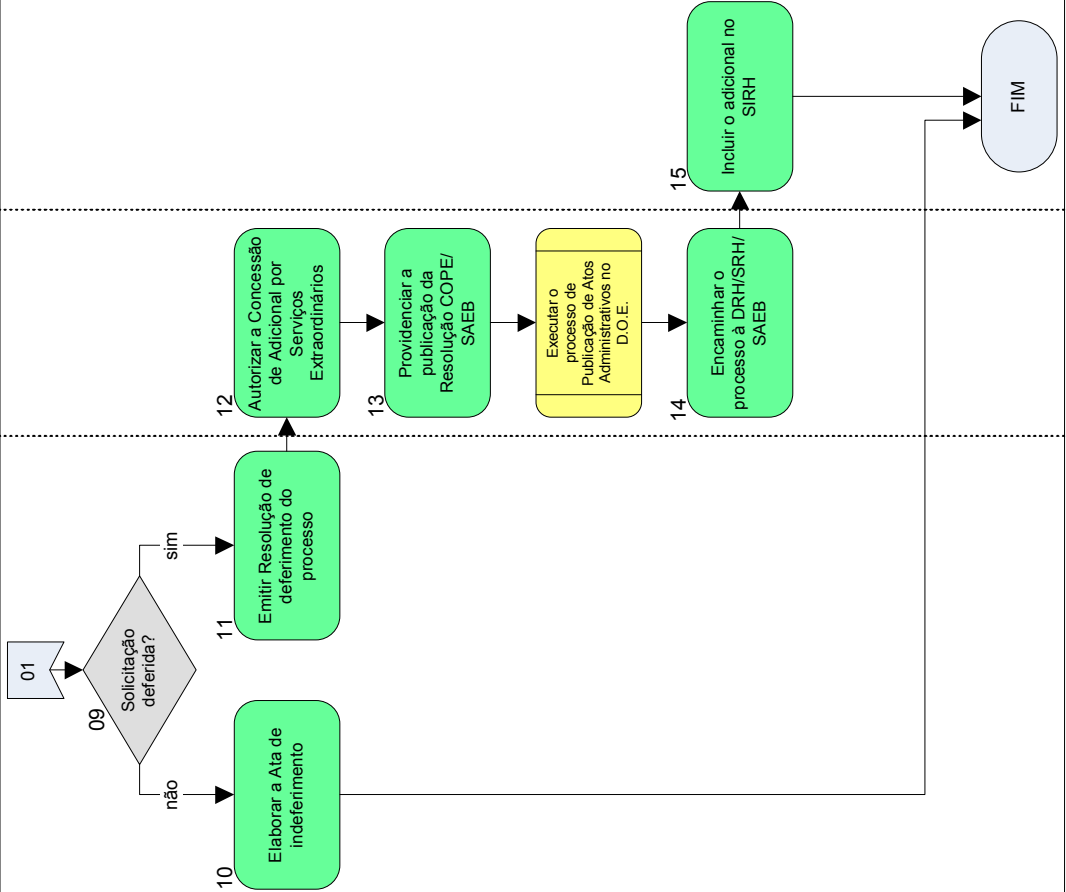 01
09
Solicitação
deferida?
não
sim
10
Elaborar a Ata de
indeferimento
11
Emitir Resolução de
deferimento do
processo
12
Autorizar a Concessão
de Adicional por
Serviços
Extraordinários
13
Providenciar a
publicação da
Resolução COPE/
SAEB
Executar o
processo de
Publicação de Atos
Administrativos no
D.O.E.
14
Encaminhar o
processo à DRH/SRH/
SAEB
15
Incluir o adicional no
SIRH
FIM